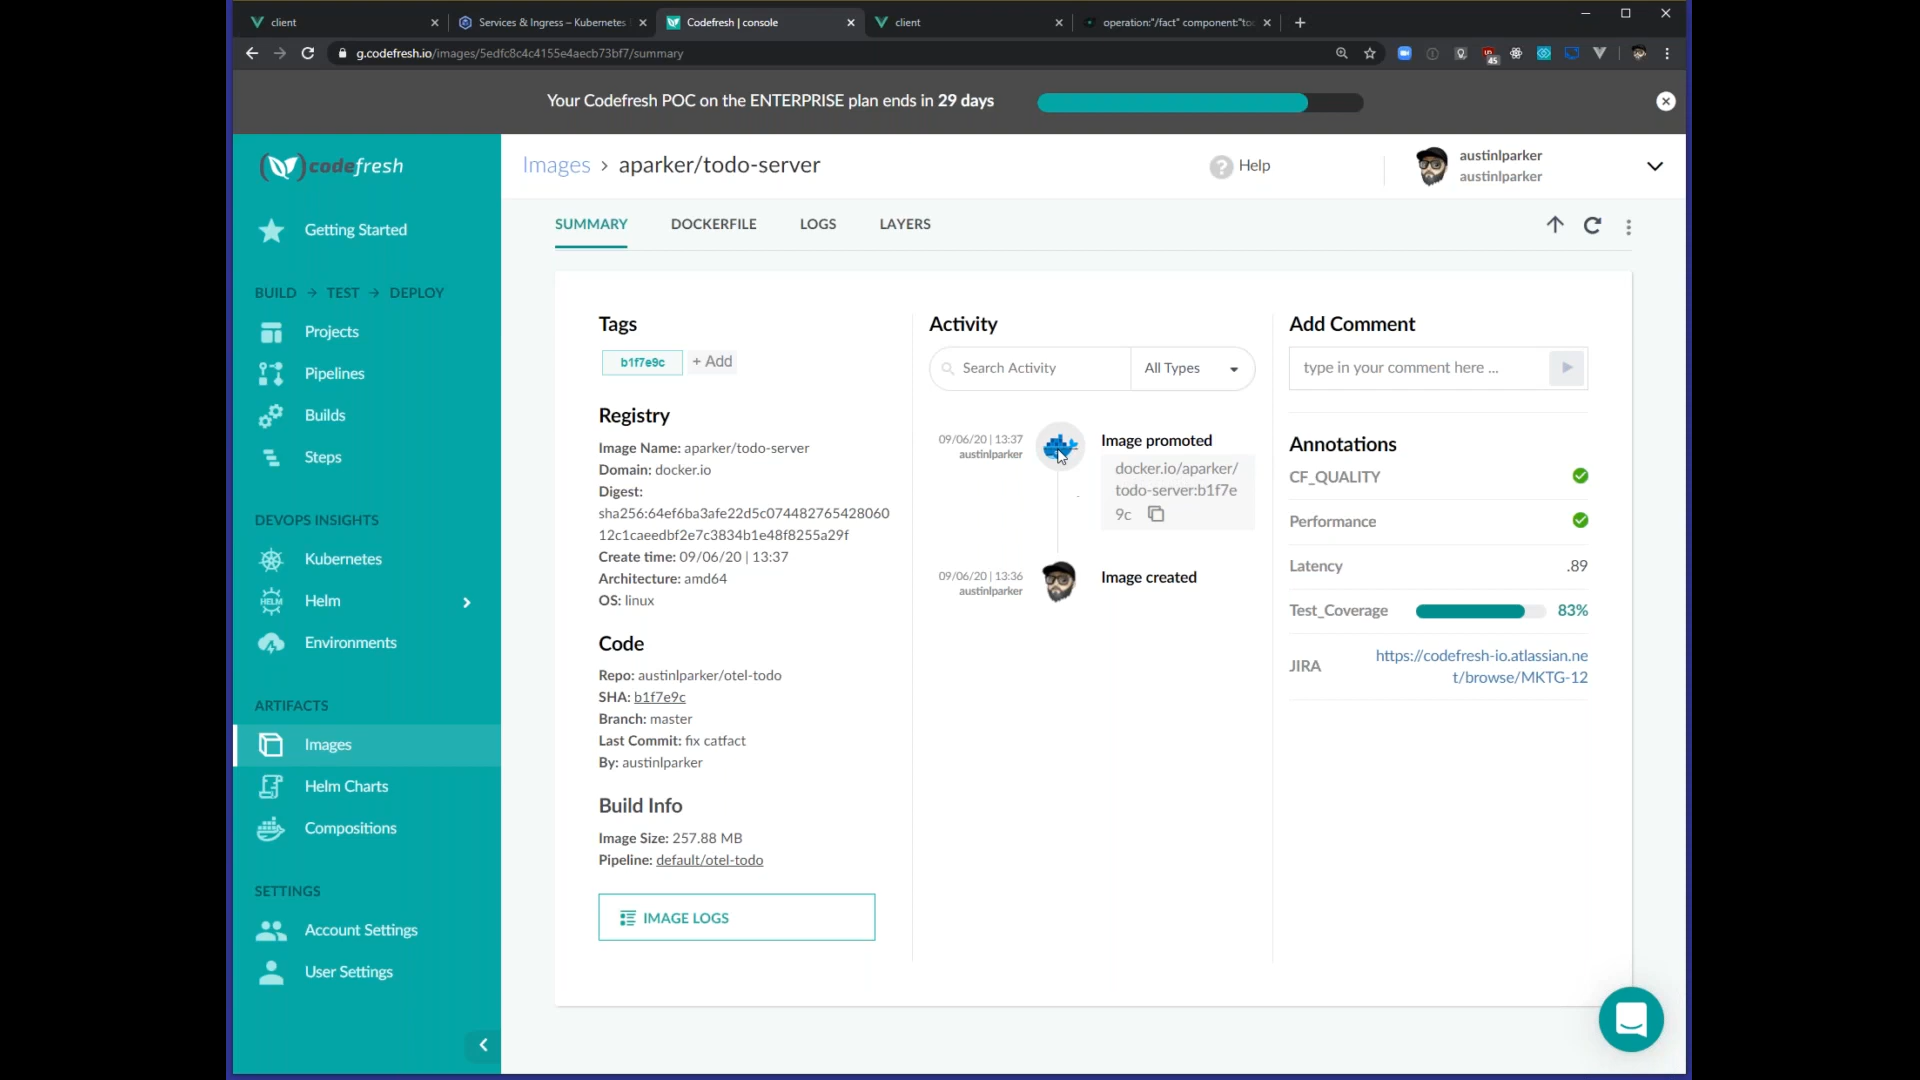 client
Services & Ingress – Kubernetes
Codefresh | console
client
operation:"/fact" component:"to
g.codefresh.io/images/5edfc8c4c4155e4aecb73bf7/summary
45
Your Codefresh POC on the ENTERPRISE plan ends in 29 days
codefresh
Images > aparker/todo-server
? Help
austinlparker
austinlparker
Getting Started
BUILD → TEST → DEPLOY
Projects
Pipelines
Builds
Steps
DEVOPS INSIGHTS
Kubernetes
HELM
Helm
Environments
ARTIFACTS
Images
Helm Charts
Compositions
SETTINGS
Account Settings
User Settings
SUMMARY
DOCKERFILE
LOGS
LAYERS
Tags
b1f7e9c
+ Add
Registry
Image Name: aparker/todo-server
Domain: docker.io
Digest:
sha256:64ef6ba3afe22d5c074482765428060
12c1caeedbf2e7c3834b1e48f8255a29f
Create time: 09/06/20 | 13:37
Architecture: amd64
OS: linux
Code
Repo: austinlparker/otel-todo
SHA: b1f7e9c
Branch: master
Last Commit: fix catfact
By: austinlparker
Build Info
Image Size: 257.88 MB
Pipeline: default/otel-todo
IMAGE LOGS
Activity
Search Activity
All Types
09/06/20 | 13:37
austinlparker
Image promoted
docker.io/aparker/
todo-server:b1f7e
9c
09/06/20 | 13:36
austinlparker
Image created
Add Comment
type in your comment here ...
Annotations
CF_QUALITY
Performance
Latency .89
Test_Coverage 83%
JIRA
https://codefresh-io.atlassian.ne
t/browse/MKTG-12